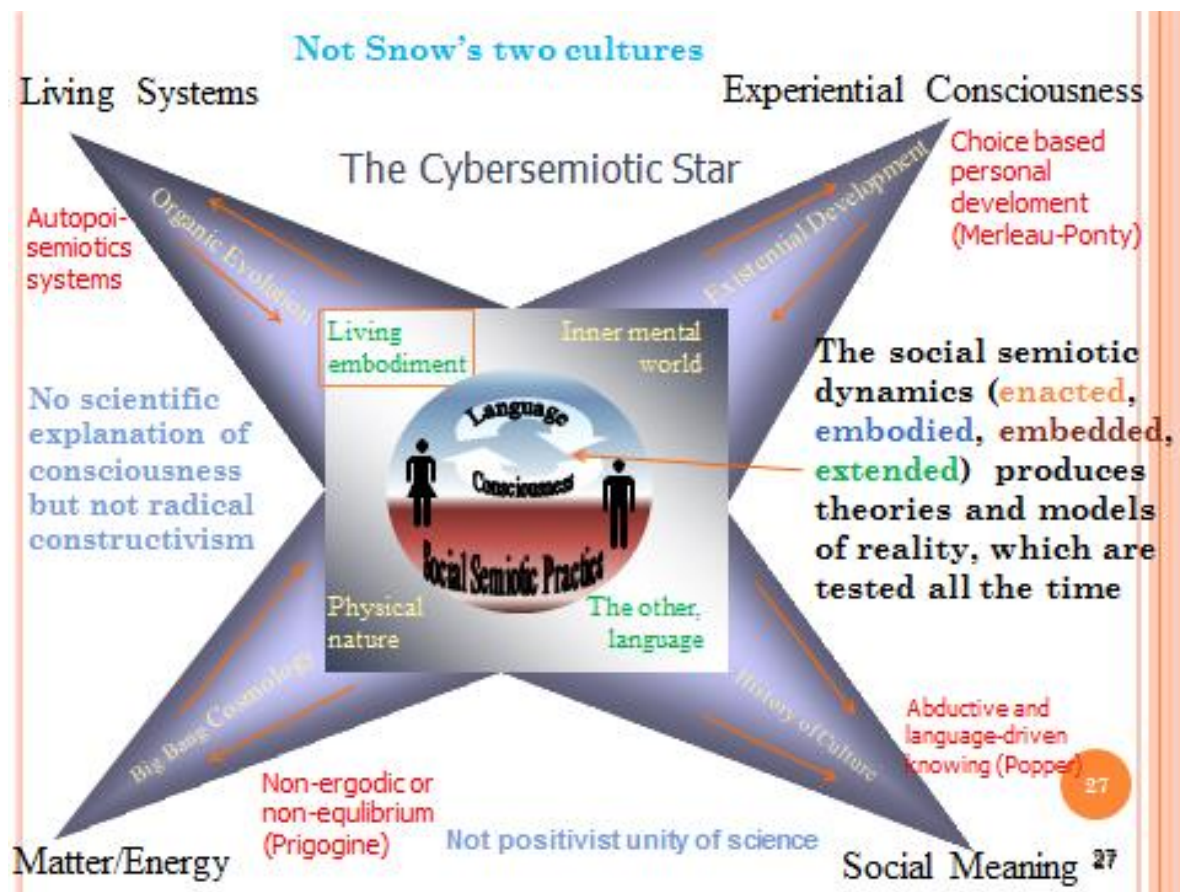 Not Snow's two cultures
Living Systems
Experiential Consciousness
The Cybersemiotic Star
Choice based
personal
develoment
(Merleau-Ponty)
Autopoi-
semiotics
systems
Organic Evolution
Existential Development
Living
embodiment
Inner mental
world
Language
Consciousness
Social Semiotic Practict
Physical
nature
The other,
language
No scientific
explanation of
consciousness
but not radical
constructivism
The social semiotic
dynamics (enacted,
embodied, embedded,
extended) produces
theories and models
of reality, which are
tested all the time
Big Bang Cosmology
History of Culture
Non-ergodic or
non-equlibrium
(Prigogine)
Abductive and
language-driven
knowing (Popper)
27
Not positivist unity of science
Matter/Energy
Social Meaning 27